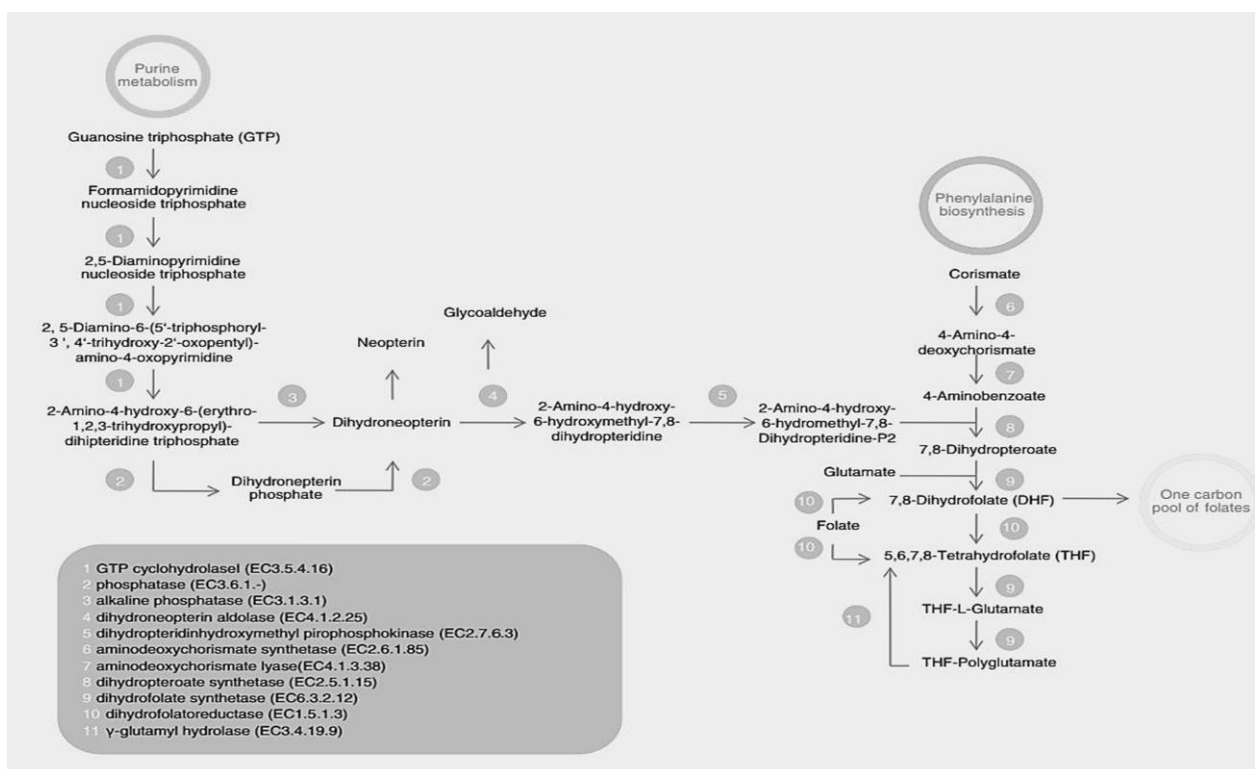 Purine
metabolism
Guanosine triphosphate (GTP)
1
Formamidopyrimidine
nucleoside triphosphate
1
2,5-Diaminopyrimidine
nucleoside triphosphate
1
2, 5-Diamino-6-(5'-triphosphoryl-
3 ', 4'-trihydroxy-2'-oxopentyl)-
amino-4-oxopyrimidine
1
2-Amino-4-hydroxy-6-(erythro-
1,2,3-trihydroxypropyl)-
dihipteridine triphosphate
2
Dihydronepterin
phosphate
2
3
Neopterin
Dihydroneopterin
Glycoaldehyde
4
2-Amino-4-hydroxy-
6-hydroxymethyl-7,8-
dihydropteridine
5
2-Amino-4-hydroxy-
6-hydromethyl-7,8-
Dihydropteridine-P2
Phenylalanine
biosynthesis
Corismate
6
4-Amino-4-
deoxychorismate
7
4-Aminobenzoate
8
7,8-Dihydropteroate
Glutamate
9
10
7,8-Dihydrofolate (DHF)
One carbon
pool of folates
Folate
10
10
5,6,7,8-Tetrahydrofolate (THF)
9
THF-L-Glutamate
11
9
THF-Polyglutamate
1 GTP cyclohydrolaseI (EC3.5.4.16)
2 phosphatase (EC3.6.1.-)
3 alkaline phosphatase (EC3.1.3.1)
4 dihydroneopterin aldolase (EC4.1.2.25)
5 dihydropteridinhydroxymethyl pirophosphokinase (EC2.7.6.3)
6 aminodeoxychorismate synthetase (EC2.6.1.85)
7 aminodeoxychorismate lyase(EC4.1.3.38)
8 dihydropteroate synthetase (EC2.5.1.15)
9 dihydrofolate synthetase (EC6.3.2.12)
10 dihydrofolatoreductase (EC1.5.1.3)
11 γ-glutamyl hydrolase (EC3.4.19.9)